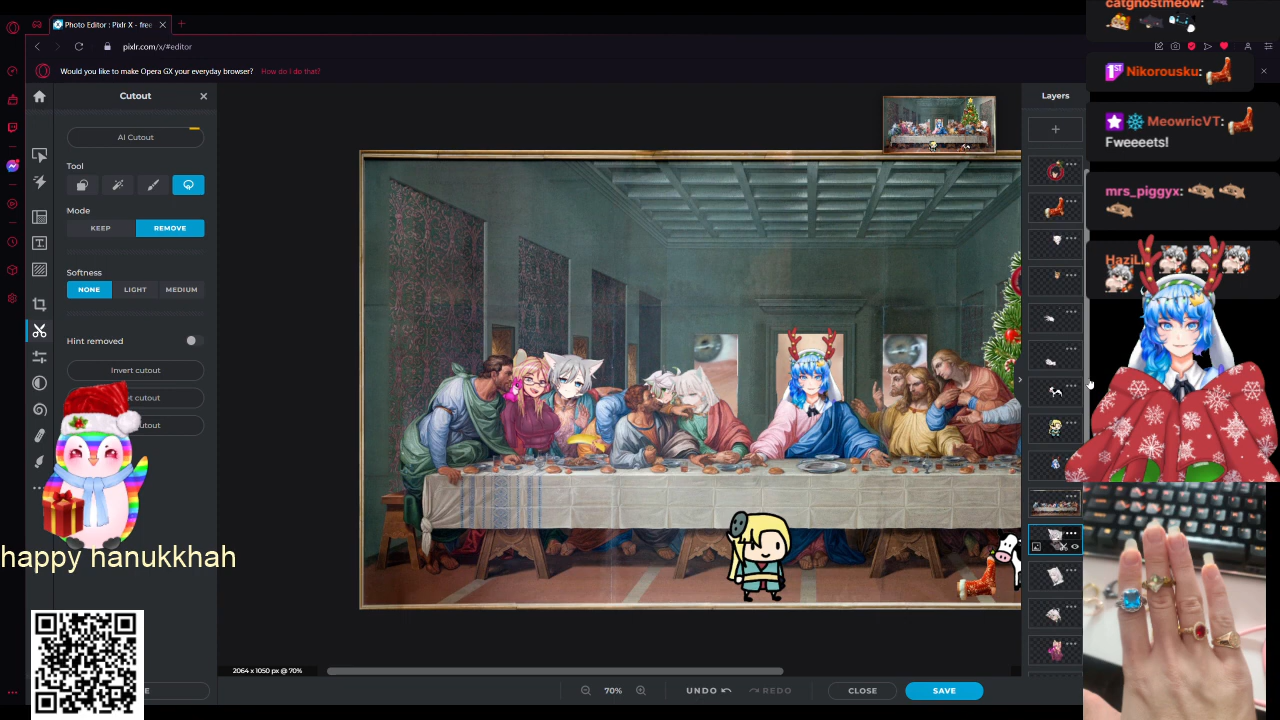 Photo Editor : Pixlr X - free
pixlr.com/x/#editor
Would you like to make Opera GX your everyday browser? How do I do that?
Cutout
AI Cutout
Tool
Mode
KEEP
REMOVE
Softness
NONE
LIGHT
MEDIUM
Hint removed
Invert cutout
cutout
happy hanukkhah
2064 x 1050 px @ 70%
70%
UNDO
REDO
CLOSE
SAVE
Layers
catghostmeow:
1ST Nikorousku:
MeowricVT:
Fweeeets!
mrs_piggyx: